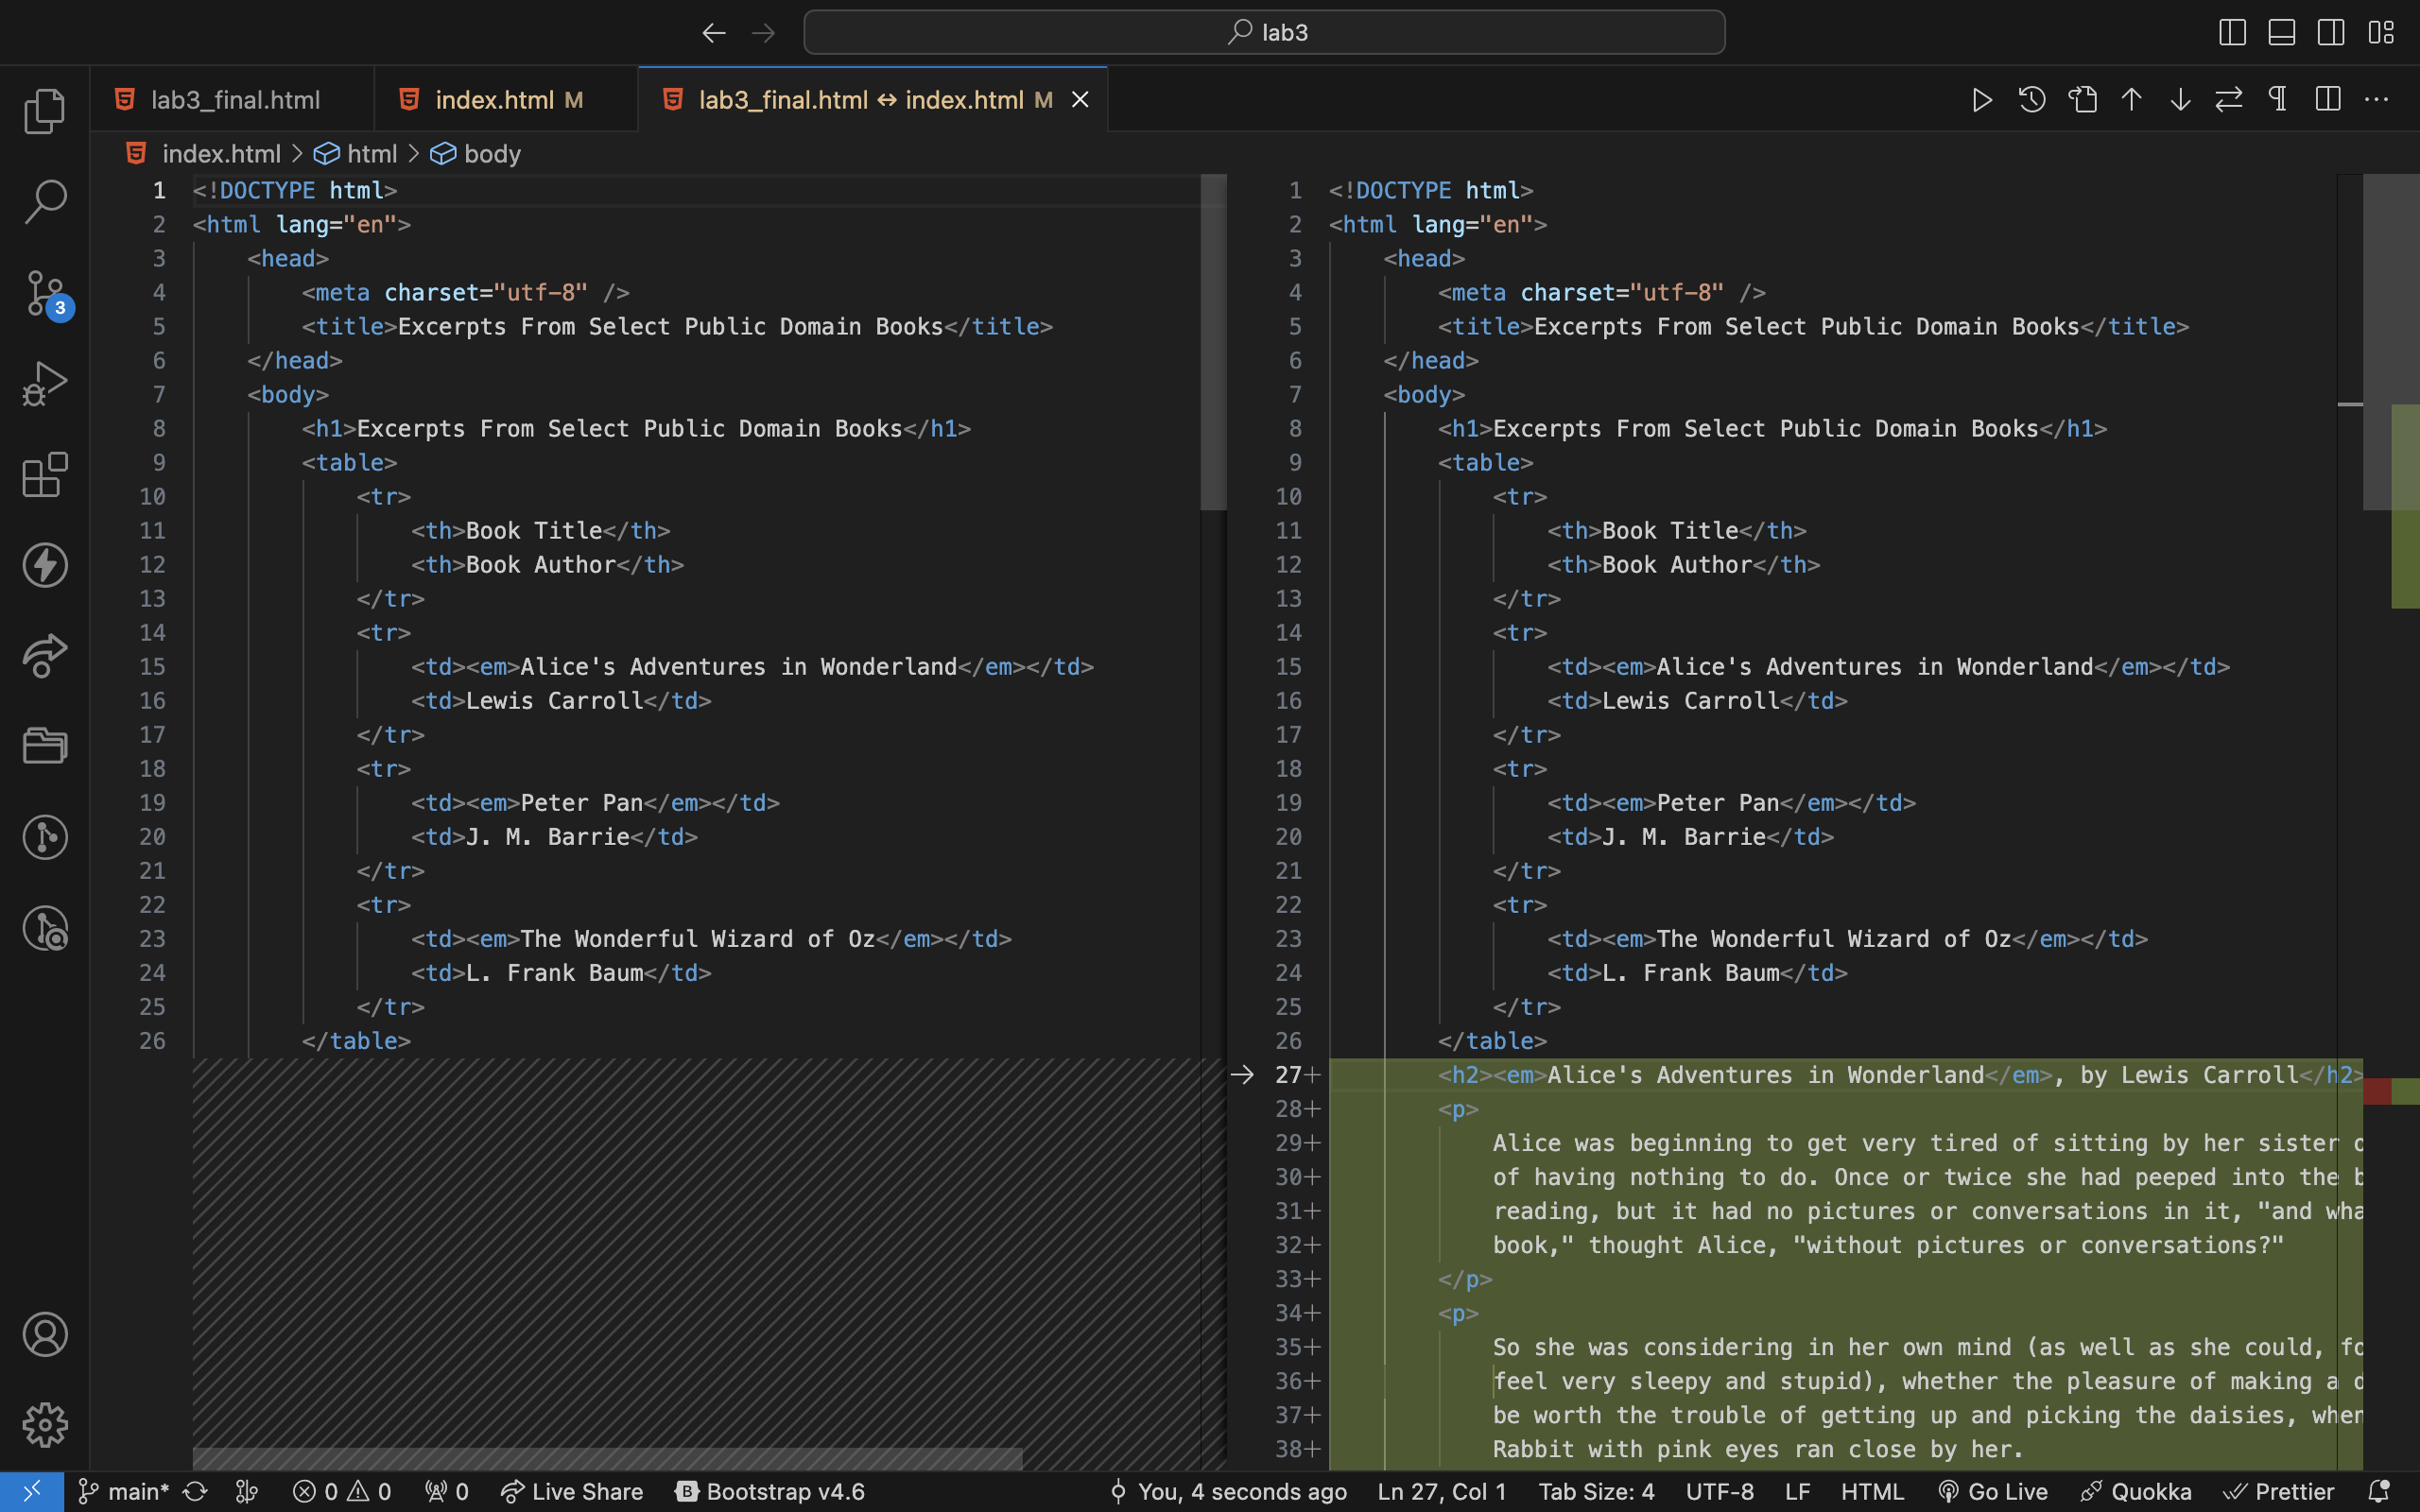 lab3
lab3_final.html
index.html M
lab3_final.html ↔ index.html M
index.html > html > body
1 <!DOCTYPE html>
2 <html lang="en">
3 <head>
4 <meta charset="utf-8" />
5 <title>Excerpts From Select Public Domain Books</title>
6 </head>
7 <body>
8 <h1>Excerpts From Select Public Domain Books</h1>
9 <table>
10 <tr>
11 <th>Book Title</th>
12 <th>Book Author</th>
13 </tr>
14 <tr>
15 <td><em>Alice's Adventures in Wonderland</em></td>
16 <td>Lewis Carroll</td>
17 </tr>
18 <tr>
19 <td><em>Peter Pan</em></td>
20 <td>J. M. Barrie</td>
21 </tr>
22 <tr>
23 <td><em>The Wonderful Wizard of Oz</em></td>
24 <td>L. Frank Baum</td>
25 </tr>
26 </table>
1 <!DOCTYPE html>
2 <html lang="en">
3 <head>
4 <meta charset="utf-8" />
5 <title>Excerpts From Select Public Domain Books</title>
6 </head>
7 <body>
8 <h1>Excerpts From Select Public Domain Books</h1>
9 <table>
10 <tr>
11 <th>Book Title</th>
12 <th>Book Author</th>
13 </tr>
14 <tr>
15 <td><em>Alice's Adventures in Wonderland</em></td>
16 <td>Lewis Carroll</td>
17 </tr>
18 <tr>
19 <td><em>Peter Pan</em></td>
20 <td>J. M. Barrie</td>
21 </tr>
22 <tr>
23 <td><em>The Wonderful Wizard of Oz</em></td>
24 <td>L. Frank Baum</td>
25 </tr>
26 </table>
27+ <h2><em>Alice's Adventures in Wonderland</em>, by Lewis Carroll</h2>
28+ <p>
29+ Alice was beginning to get very tired of sitting by her sister
30+ of having nothing to do. Once or twice she had peeped into the
31+ reading, but it had no pictures or conversations in it, "and
32+ book," thought Alice, "without pictures or conversations?"
33+ </p>
34+ <p>
35+ So she was considering in her own mind (as well as she could,
36+ feel very sleepy and stupid), whether the pleasure of making a
37+ be worth the trouble of getting up and picking the daisies,
38+ Rabbit with pink eyes ran close by her.
3
main* 0 0 0 Live Share B Bootstrap v4.6 You, 4 seconds ago Ln 27, Col 1 Tab Size: 4 UTF-8 LF HTML Go Live Quokka Prettier